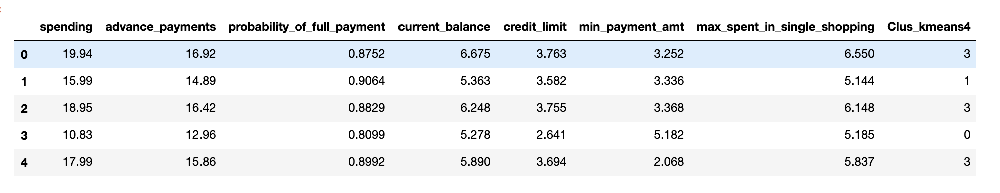 spending advance_payments probability_of_full_payment current_balance credit_limit min_payment_amt max_spent_in_single_shopping Clus_kmeans4
0 19.94 16.92 0.8752 6.675 3.763 3.252 6.550 3
1 15.99 14.89 0.9064 5.363 3.582 3.336 5.144 1
2 18.95 16.42 0.8829 6.248 3.755 3.368 6.148 3
3 10.83 12.96 0.8099 5.278 2.641 5.182 5.185 0
4 17.99 15.86 0.8992 5.890 3.694 2.068 5.837 3